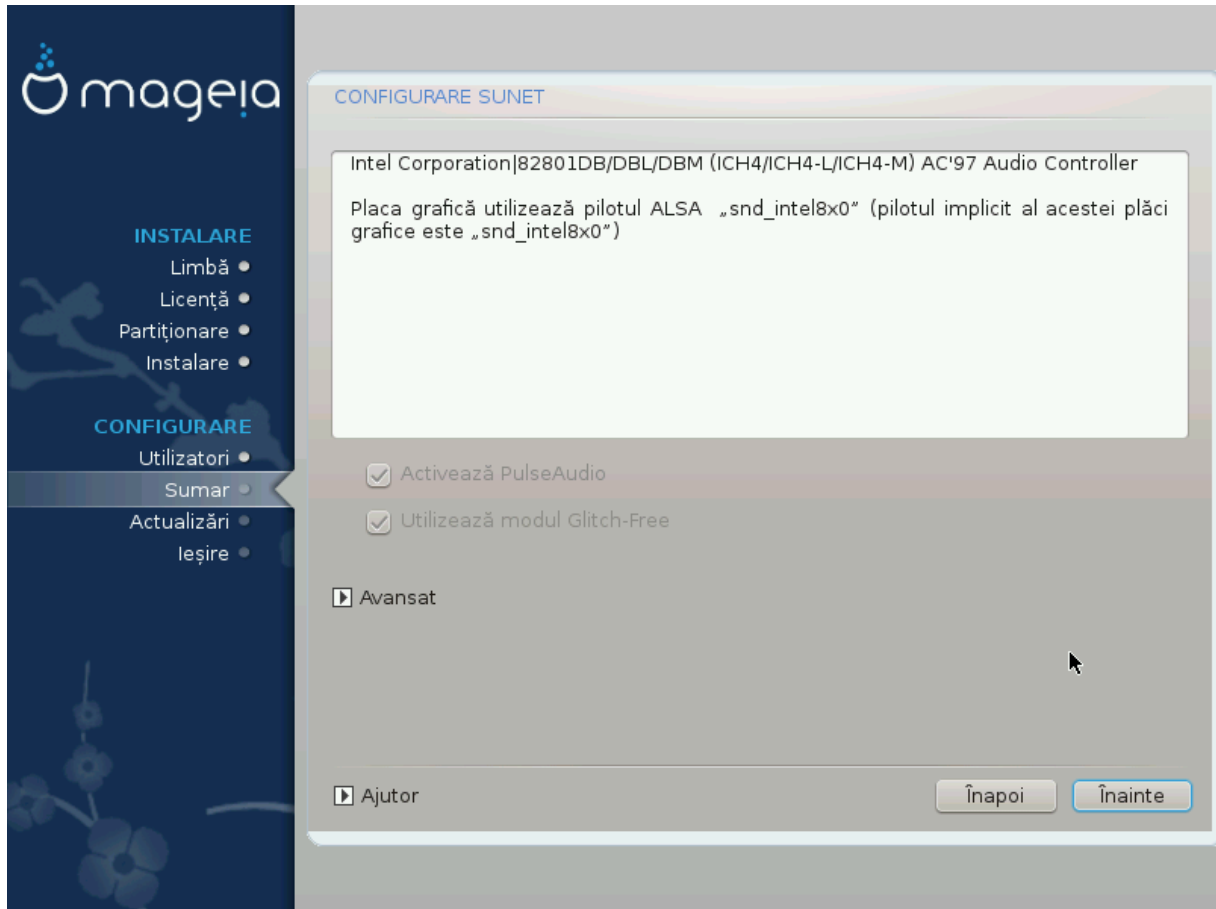 mageia
INSTALARE
Limbă
Licență
Partiționare
Instalare
CONFIGURARE
Utilizatori
Sumar
Actualizări
Ieșire
CONFIGURARE SUNET
Intel Corporation|82801DB/DBL/DBM (ICH4/ICH4-L/ICH4-M) AC'97 Audio Controller
Placa grafică utilizează pilotul ALSA „snd_intel8x0” (pilotul implicit al acestei plăci
grafice este „snd_intel8x0”)
Activează PulseAudio
Utilizează modul Glitch-Free
Avansat
Ajutor
Înapoi
Înainte